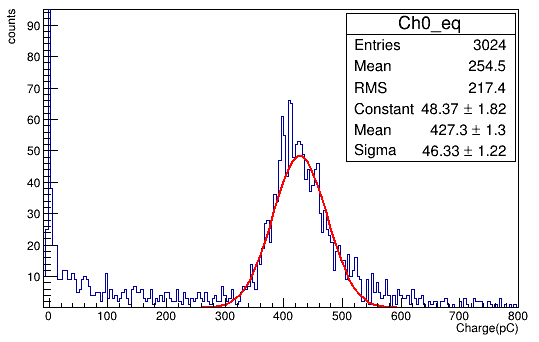 counts
Ch0_eq
Entries 3024
Mean 254.5
RMS 217.4
Constant 48.37 ± 1.82
Mean 427.3 ± 1.3
Sigma 46.33 ± 1.22
90
80
70
60
50
40
30
20
10
0 100 200 300 400 500 600 700 800
Charge(pC)